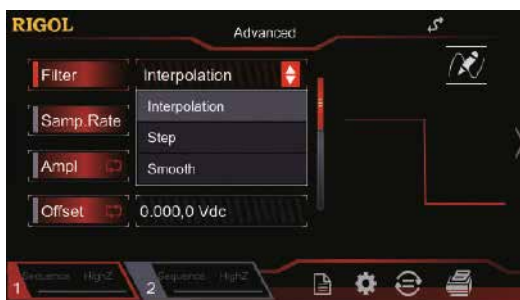 RIGOL
Advanced
Filter
Interpolation
Interpolation
Samp.Rate
Step
Ampl
Smooth
Offset
0.000,0 Vdc
1
Sequence HighZ
2
Sequence HighZ